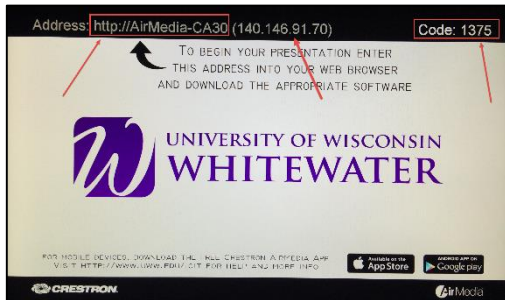 Address: http://AirMedia-CA30 (140.146.91.70)
Code: 1375
TO BEGIN YOUR PRESENTATION ENTER
THIS ADDRESS INTO YOUR WEB BROWSER
AND DOWNLOAD THE APPROPRIATE SOFTWARE
W
UNIVERSITY OF WISCONSIN
WHITEWATER
FOR MOBILE DEVICES, DOWNLOAD THE FREE CRESTRON AIRMEDIA APP
VISIT HTTP://WWW.UWW.EDU/ICIT FOR HELP AND MORE INFO
Available on the
App Store
ANDROID APP ON
Google play
CRESTRON.
AirMedia